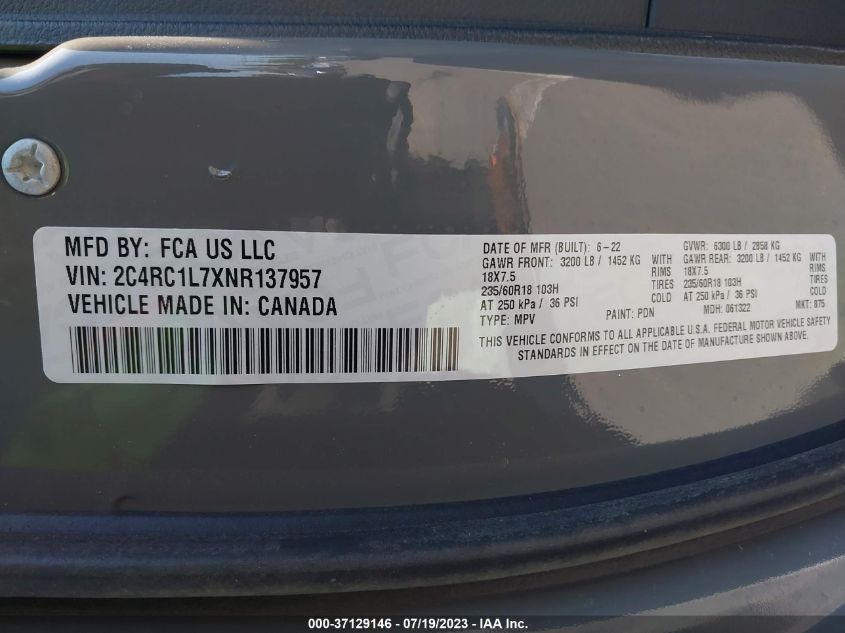 MFD BY: FCA US LLC
VIN: 2C4RC1L7XNR137957
VEHICLE MADE IN: CANADA
DATE OF MFR (BUILT): 6-22 GVWR: 6300 LB / 2858 KG
GAWR FRONT: 3200 LB / 1452 KG WITH GAWR REAR: 3200 LB / 1452 KG WITH
18X7.5 RIMS 18X7.5 RIMS
235/60R18 103H TIRES 235/60R18 103H TIRES
AT 250 kPa / 36 PSI COLD AT 250 kPa / 36 PSI COLD
TYPE: MPV PAINT: PDN MDH: 061322 MKT: 875
THIS VEHICLE CONFORMS TO ALL APPLICABLE U.S.A. FEDERAL MOTOR VEHICLE SAFETY
STANDARDS IN EFFECT ON THE DATE OF MANUFACTURE SHOWN ABOVE.
000-37129146 - 07/19/2023 - IAA Inc.